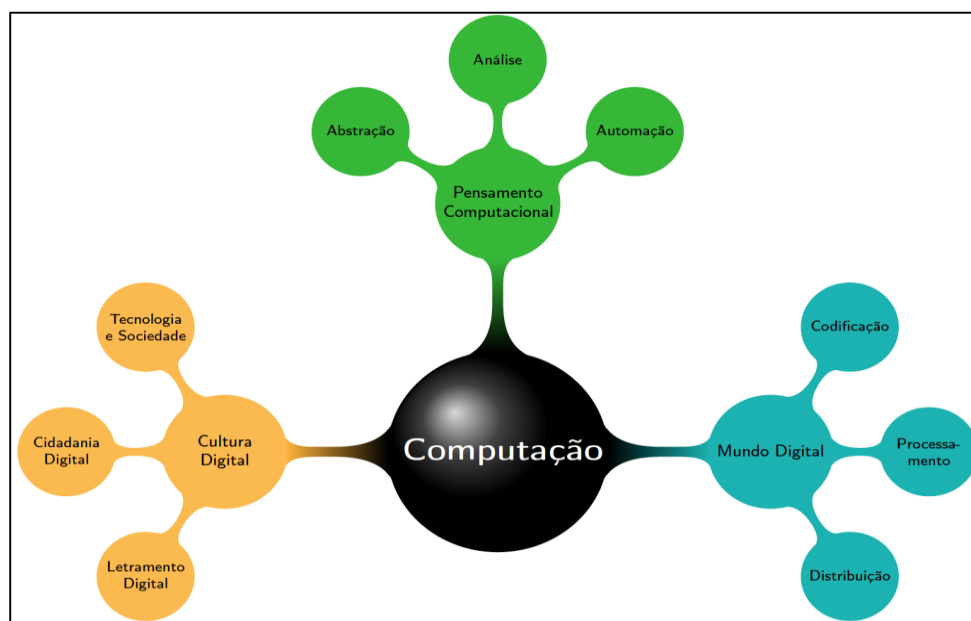 Análise
Abstração
Automação
Pensamento
Computacional
Tecnologia
e Sociedade
Cidadania
Digital
Letramento
Digital
Cultura
Digital
Computação
Mundo Digital
Codificação
Processa-
mento
Distribuição